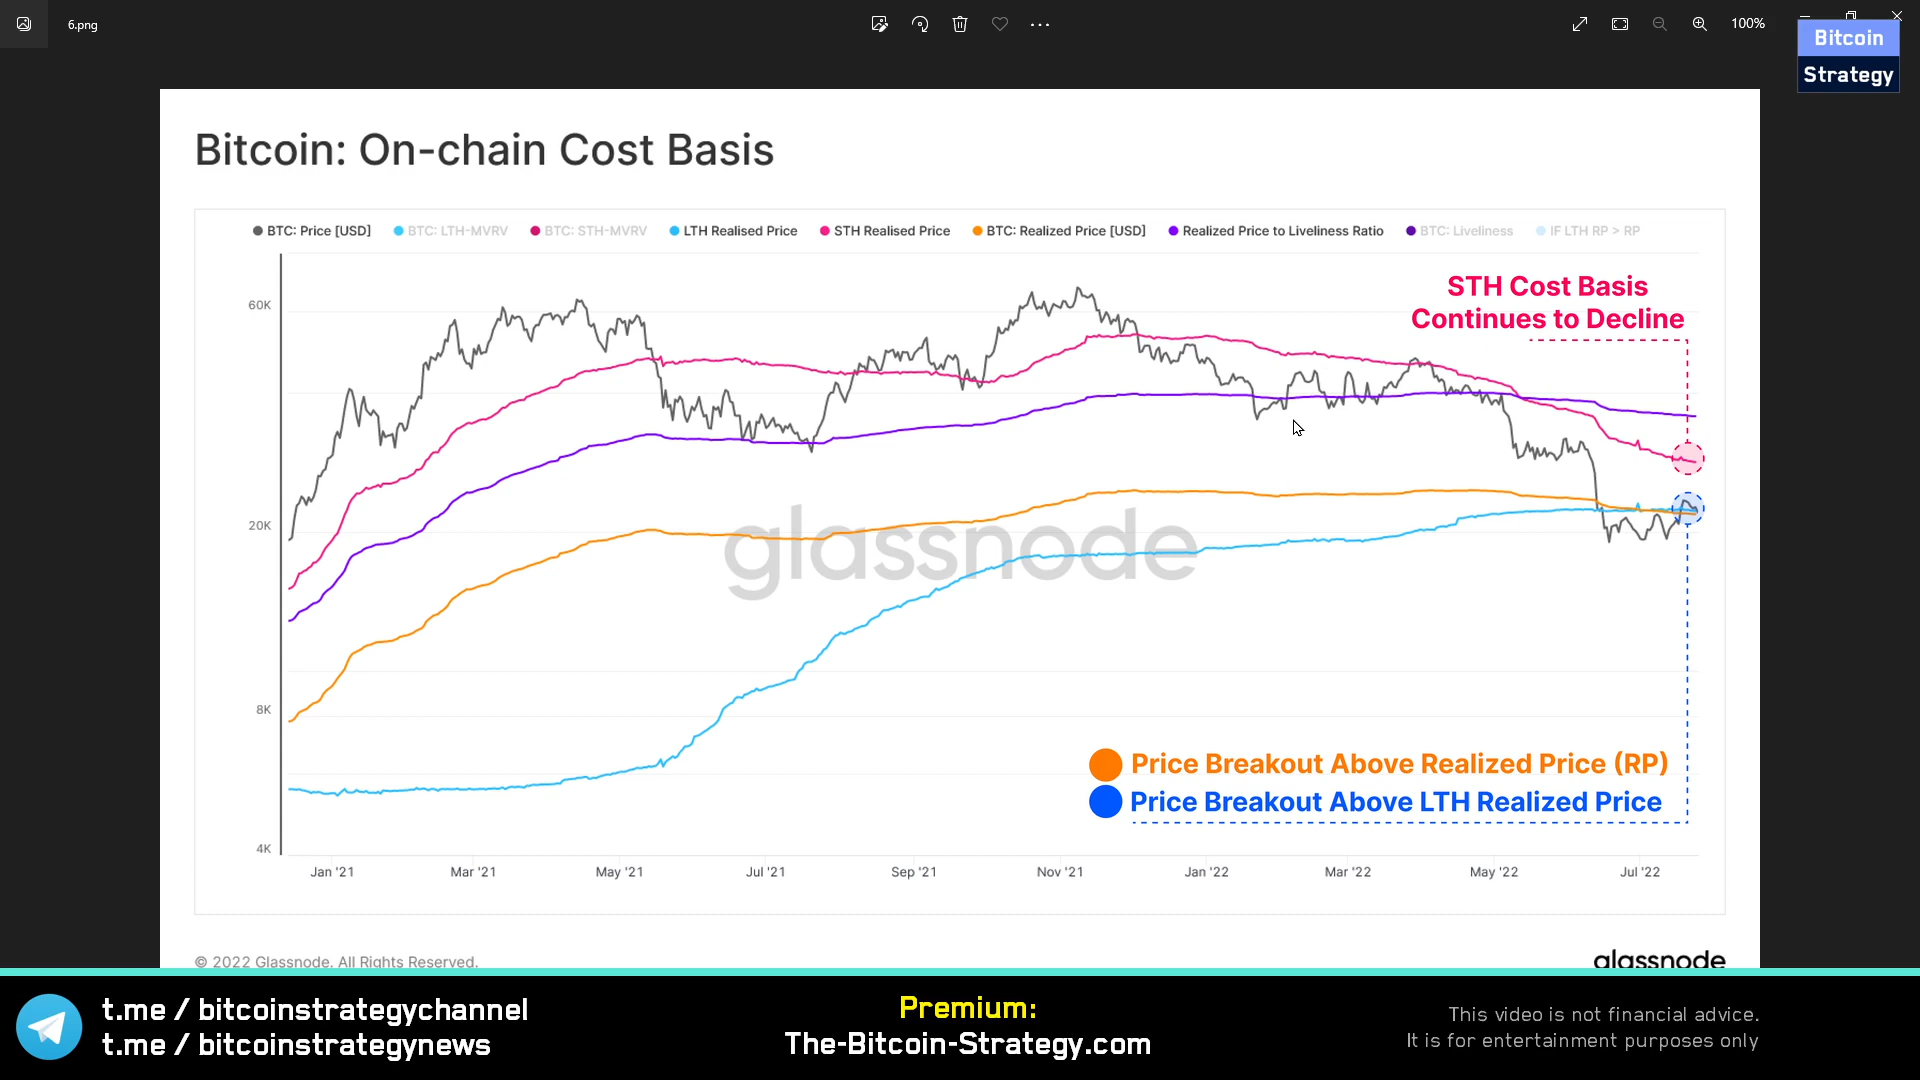 6.png
100%
Bitcoin
Strategy
Bitcoin: On-chain Cost Basis
BTC: Price [USD] BTC: LTH-MVRV BTC: STH-MVRV LTH Realised Price STH Realised Price BTC: Realized Price [USD] Realized Price to Liveliness Ratio BTC: Liveliness IF LTH RP > RP
STH Cost Basis
Continues to Decline
60K
20K
8K
4K
glassnode
Price Breakout Above Realized Price (RP)
Price Breakout Above LTH Realized Price
Jan '21 Mar '21 May '21 Jul '21 Sep '21 Nov '21 Jan '22 Mar '22 May '22 Jul '22
© 2022 Glassnode. All Rights Reserved.
glassnode
t.me / bitcoinstrategychannel
t.me / bitcoinstrategynews
Premium:
The-Bitcoin-Strategy.com
This video is not financial advice.
It is for entertainment purposes only